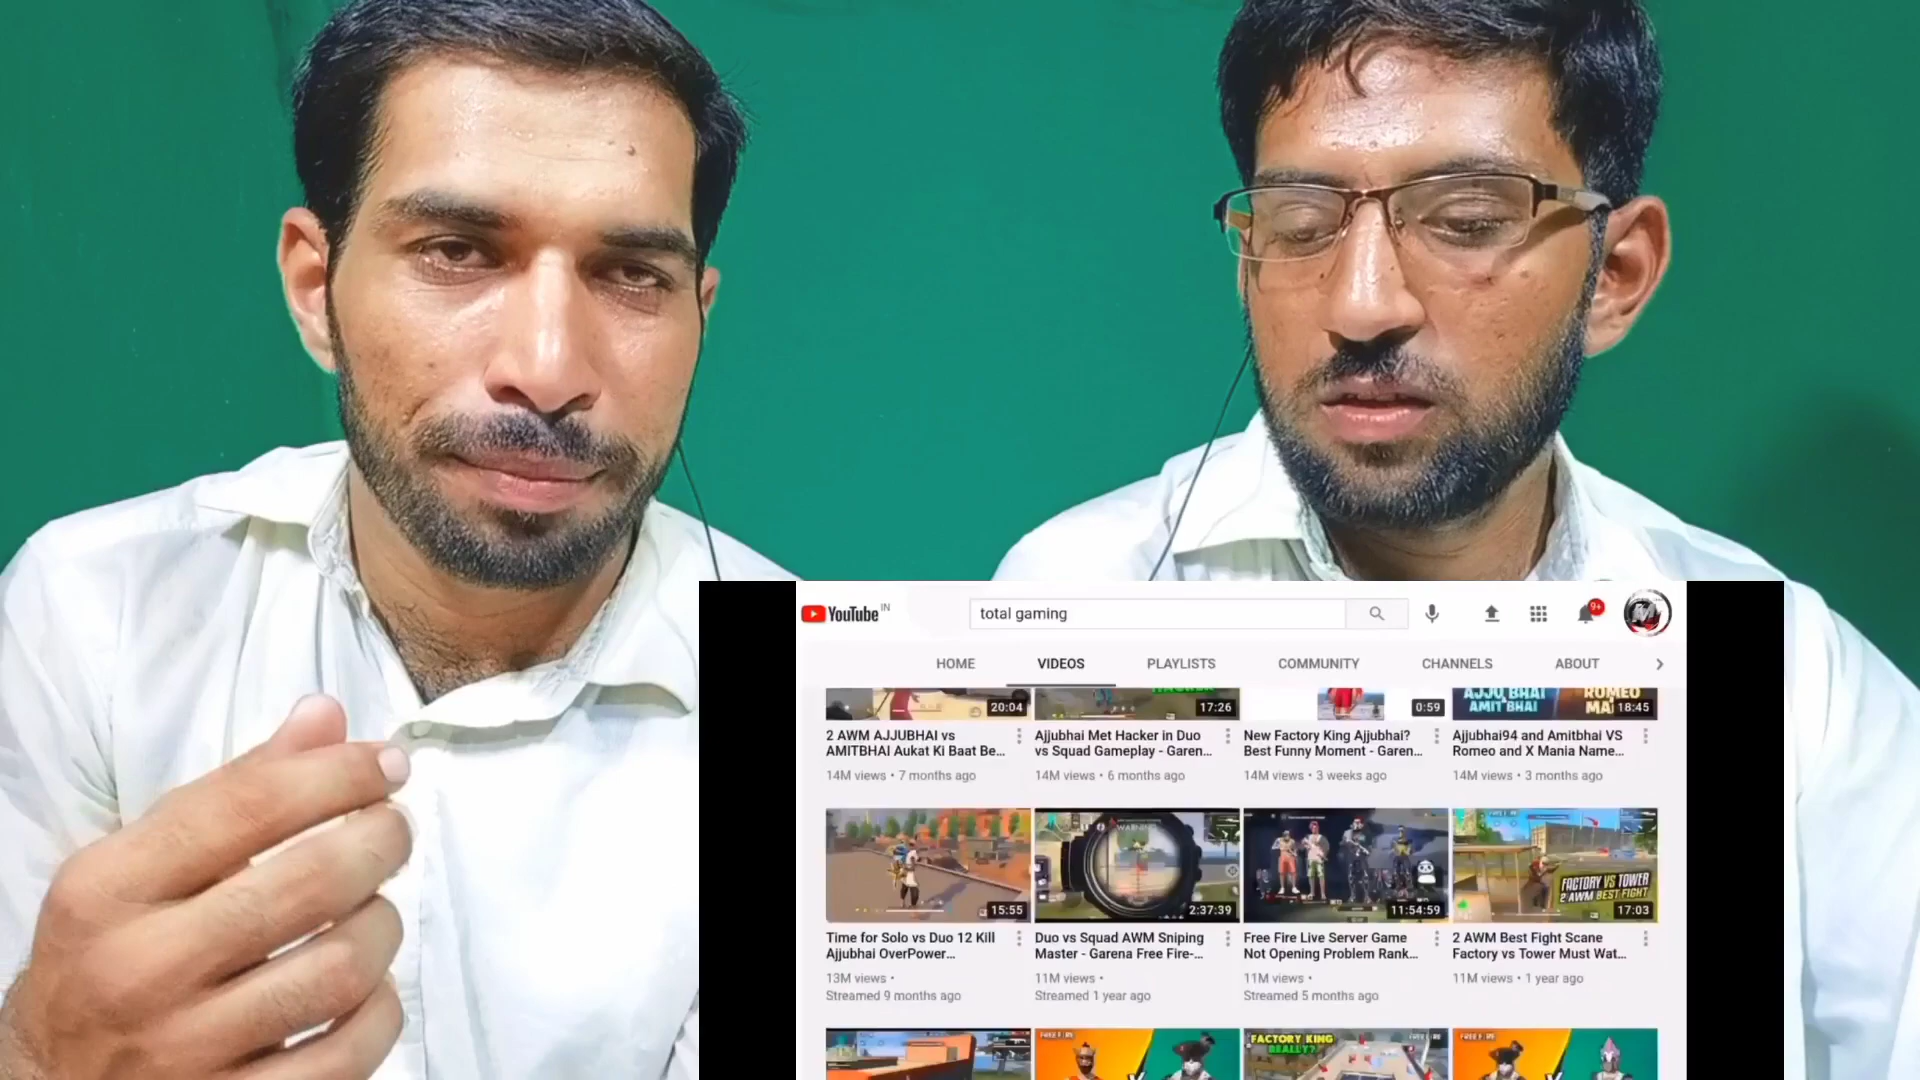 YouTube IN
total gaming
9+
HOME VIDEOS PLAYLISTS COMMUNITY CHANNELS ABOUT
20:04
17:26
0:59
AJJU BHAI
AMIT BHAI
ROMEO
18:45
2 AWM AJJUBHAI vs
AMITBHAI Aukat Ki Baat Be...
14M views • 7 months ago
Ajjubhai Met Hacker in Duo
vs Squad Gameplay - Garen...
14M views • 6 months ago
New Factory King Ajjubhai?
Best Funny Moment - Garen...
14M views • 3 weeks ago
Ajjubhai94 and Amitbhai VS
Romeo and X Mania Name...
14M views • 3 months ago
15:55
2:37:39
11:54:59
FACTORY VS TOWER
2 AWM BEST FIGHT
17:03
Time for Solo vs Duo 12 Kill
Ajjubhai OverPower...
13M views •
Streamed 9 months ago
Duo vs Squad AWM Sniping
Master - Garena Free Fire-...
11M views •
Streamed 1 year ago
Free Fire Live Server Game
Not Opening Problem Rank...
11M views •
Streamed 5 months ago
2 AWM Best Fight Scane
Factory vs Tower Must Wat...
11M views • 1 year ago
FREE FIRE
FACTORY KING
REALLY?
FREE FIRE
FREE FIRE